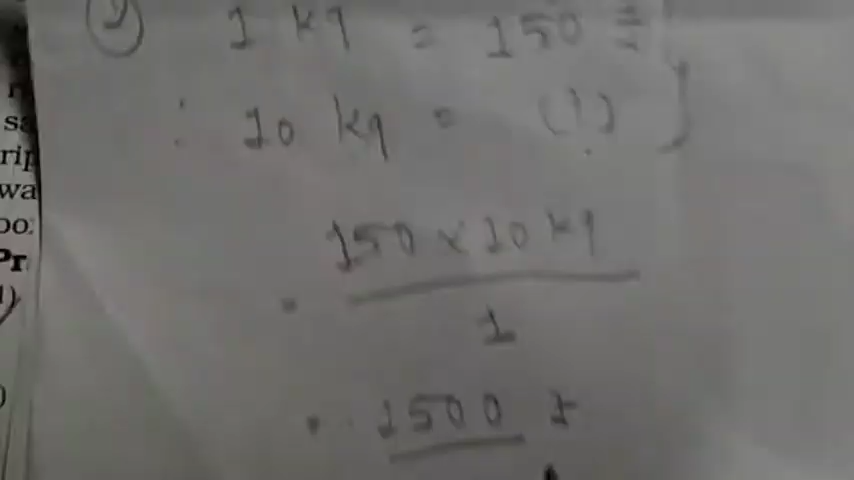 1 kg = 150 =
∴ 10 kg = (?) ]
150 x 10 kg
1
= 1500 ₹